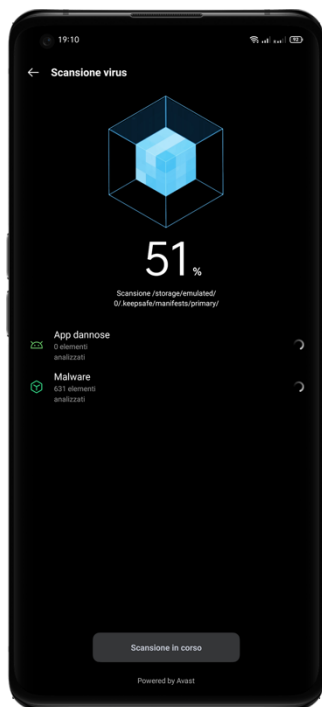 19:10
92
Scansione virus
51 %
Scansione /storage/emulated/
0/.keepsafe/manifests/primary/
App dannose
0 elementi
analizzati
Malware
631 elementi
analizzati
Scansione in corso
Powered by Avast